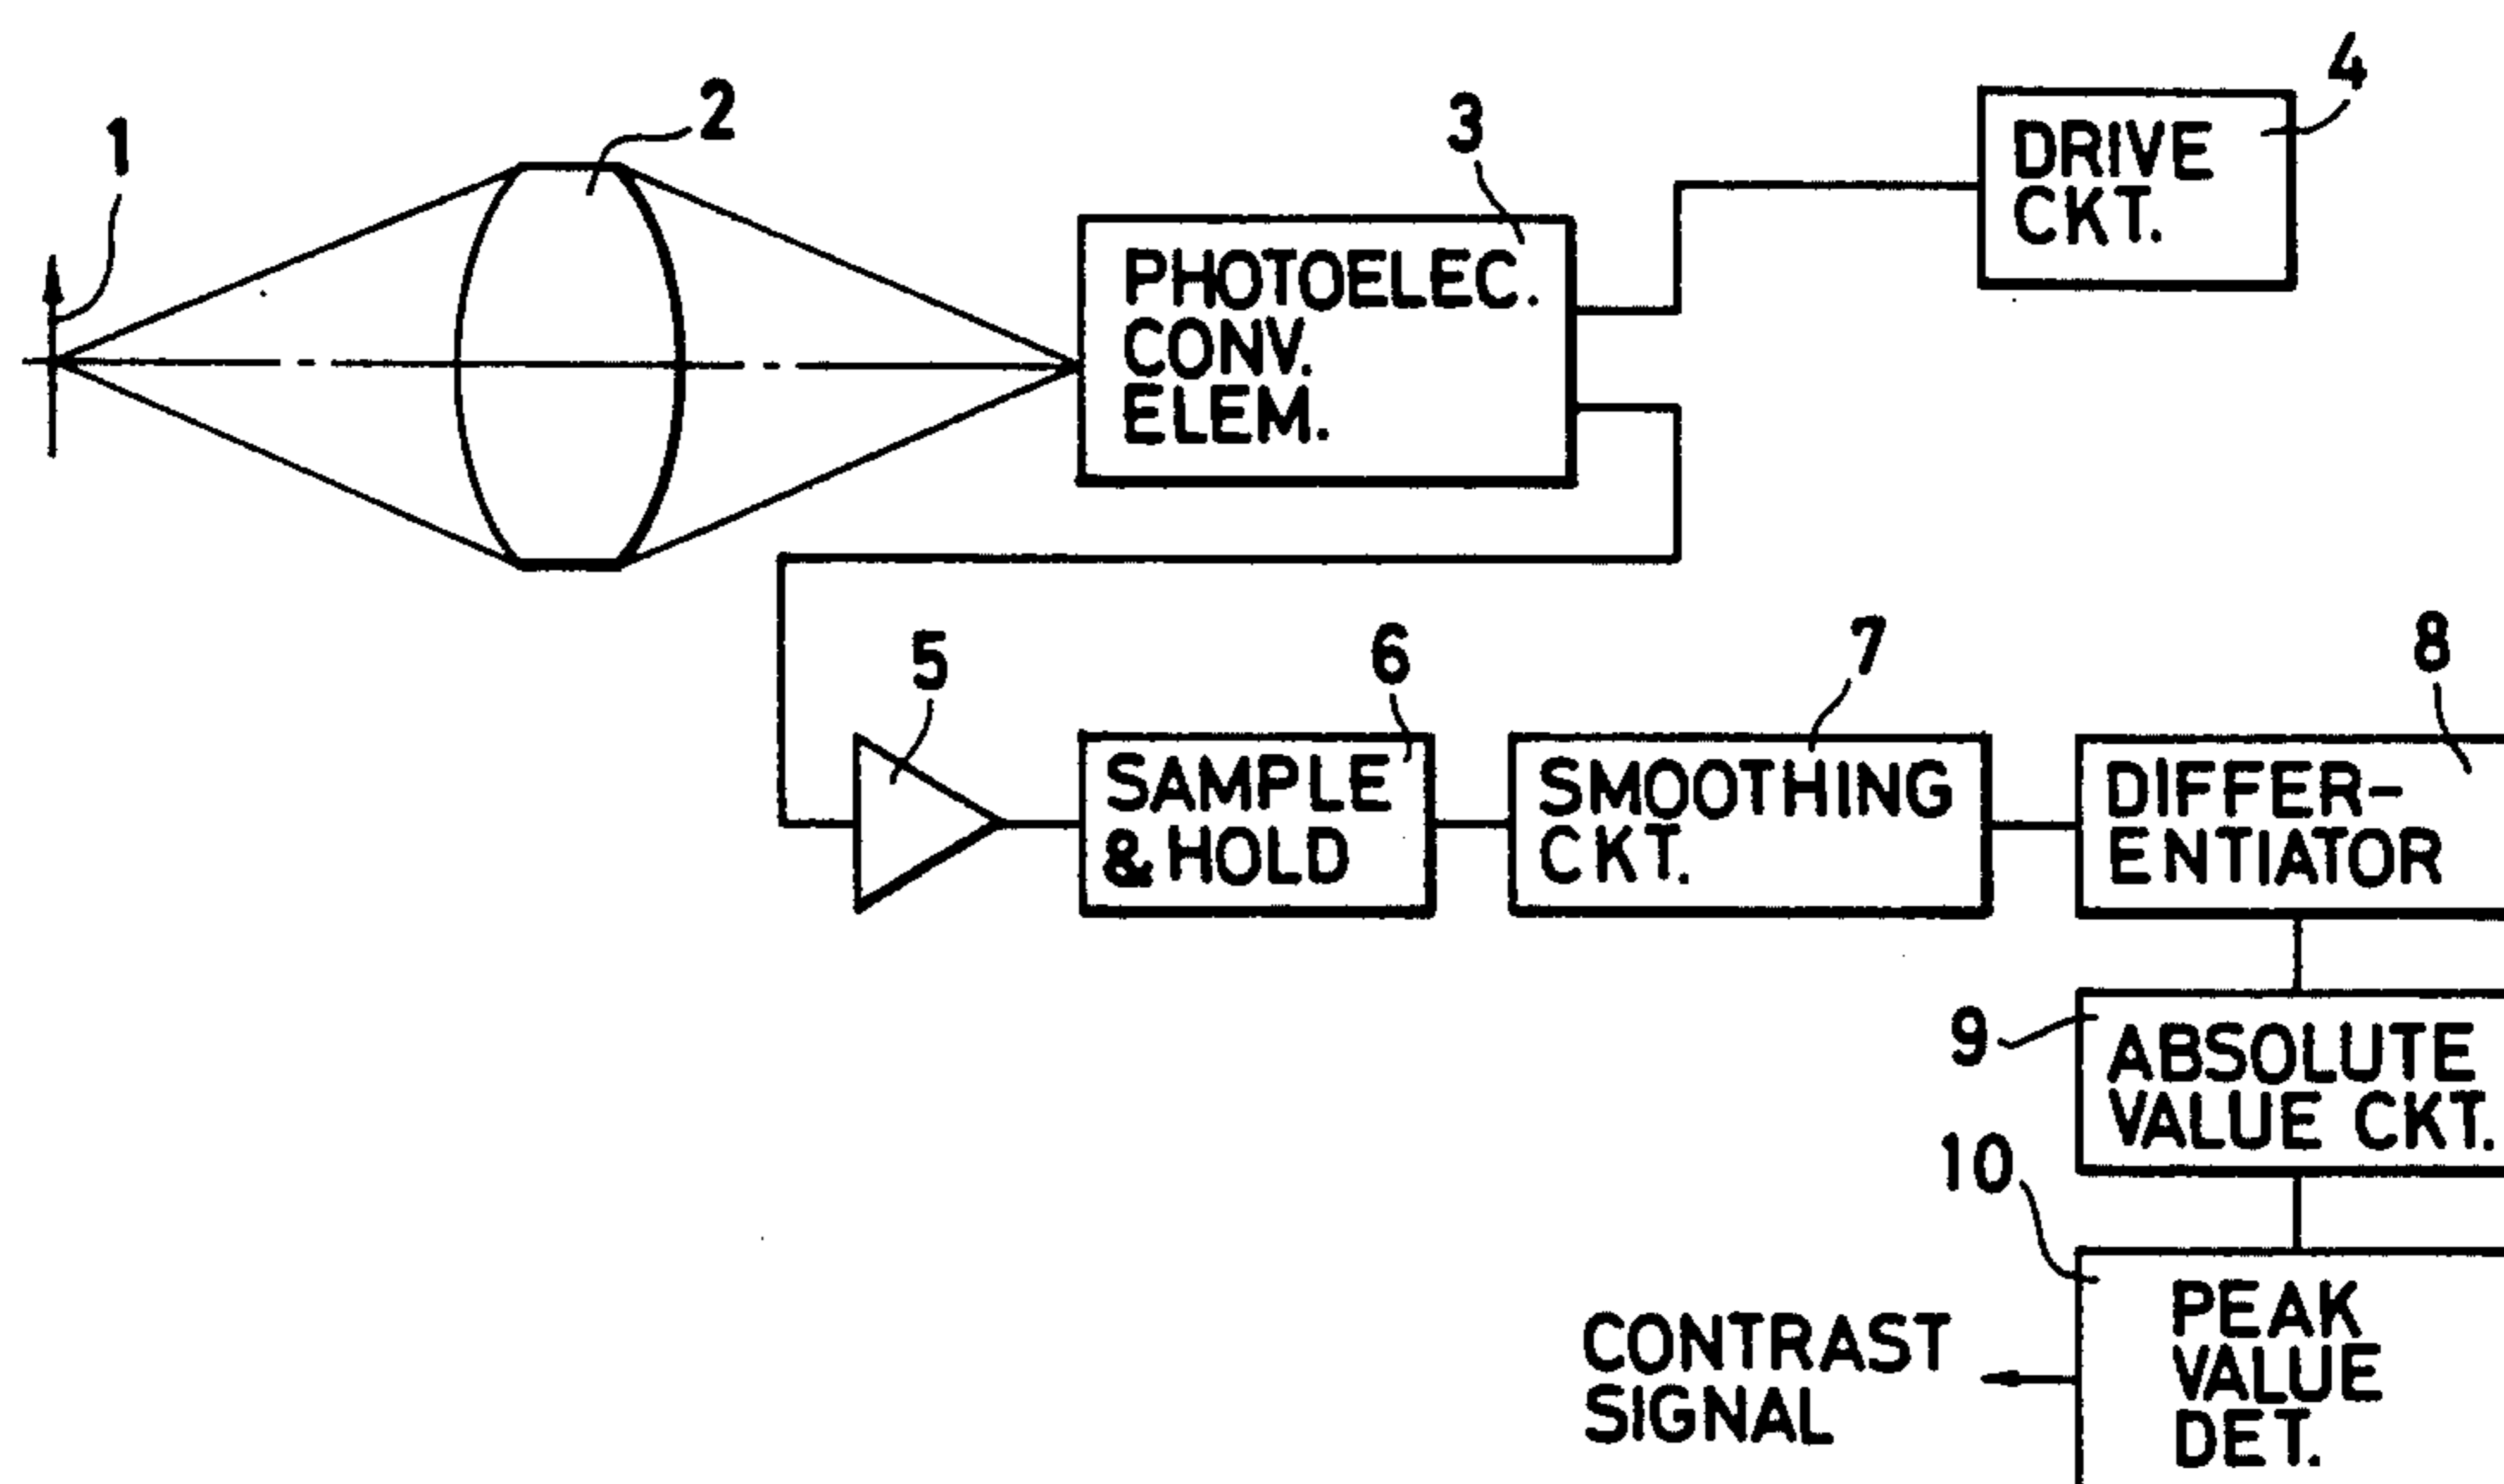 1
2
3
4
DRIVE
CKT.
PHOTOELEC.
CONV.
ELEM.
5
6
7
8
SAMPLE
& HOLD
SMOOTHING
CKT.
DIFFER-
ENTIATOR
9
ABSOLUTE
VALUE CKT.
10
PEAK
VALUE
DET.
CONTRAST
SIGNAL